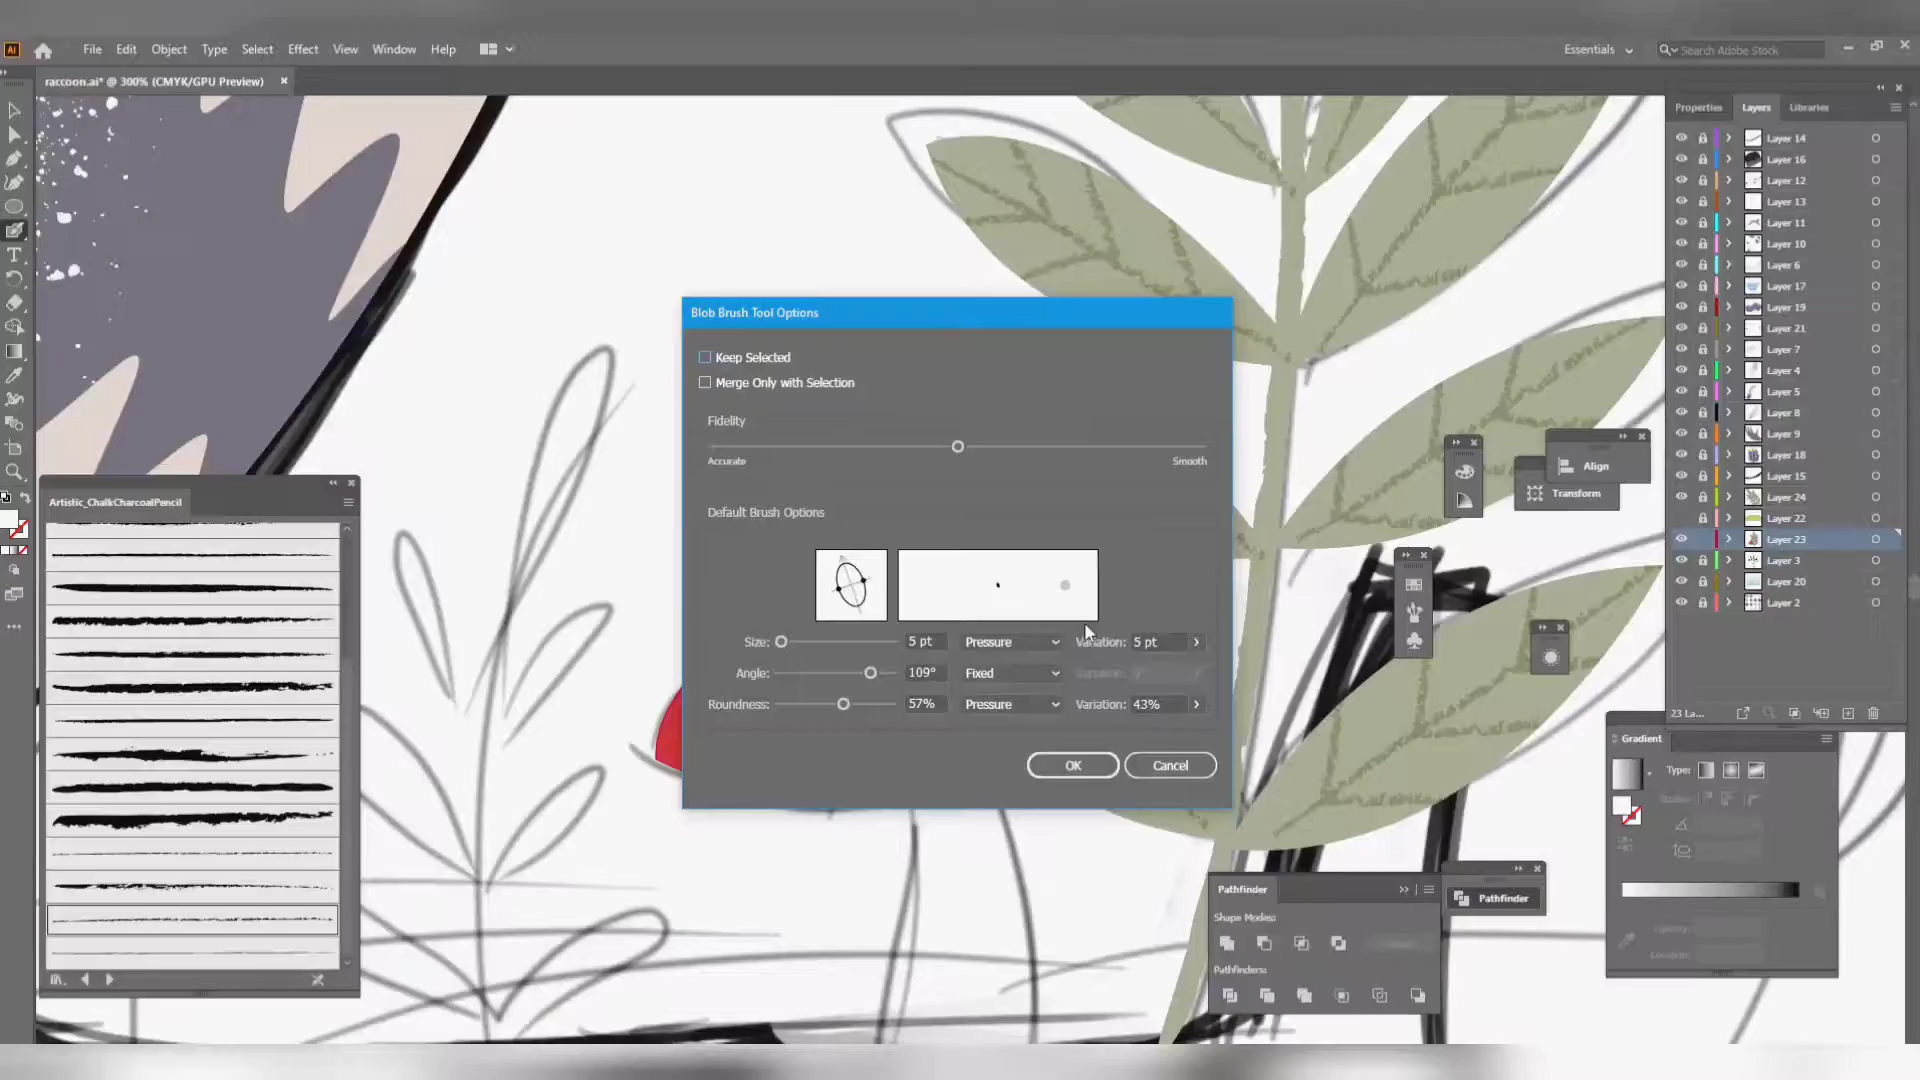 Ai File Edit Object Type Select Effect View Window Help Essentials Search Adobe Stock
raccoon.ai* @ 300% (CMYK/GPU Preview)
Properties Layers Libraries
Layer 14
Layer 16
Layer 12
Layer 13
Layer 11
Layer 10
Layer 6
Layer 17
Layer 19
Layer 21
Layer 7
Layer 4
Layer 5
Layer 8
Layer 9
Layer 18
Layer 15
Layer 24
Layer 22
Layer 23
Layer 3
Layer 20
Layer 2
23 La...
Artistic_ChalkCharcoalPencil
Blob Brush Tool Options
Keep Selected
Merge Only with Selection
Fidelity
Accurate Smooth
Default Brush Options
Size: 5 pt Pressure Variation: 5 pt
Angle: 109° Fixed
Roundness: 57% Pressure Variation: 43%
OK Cancel
Align
Transform
Gradient
Type:
Pathfinder
Shape Modes:
Pathfinders:
Pathfinder